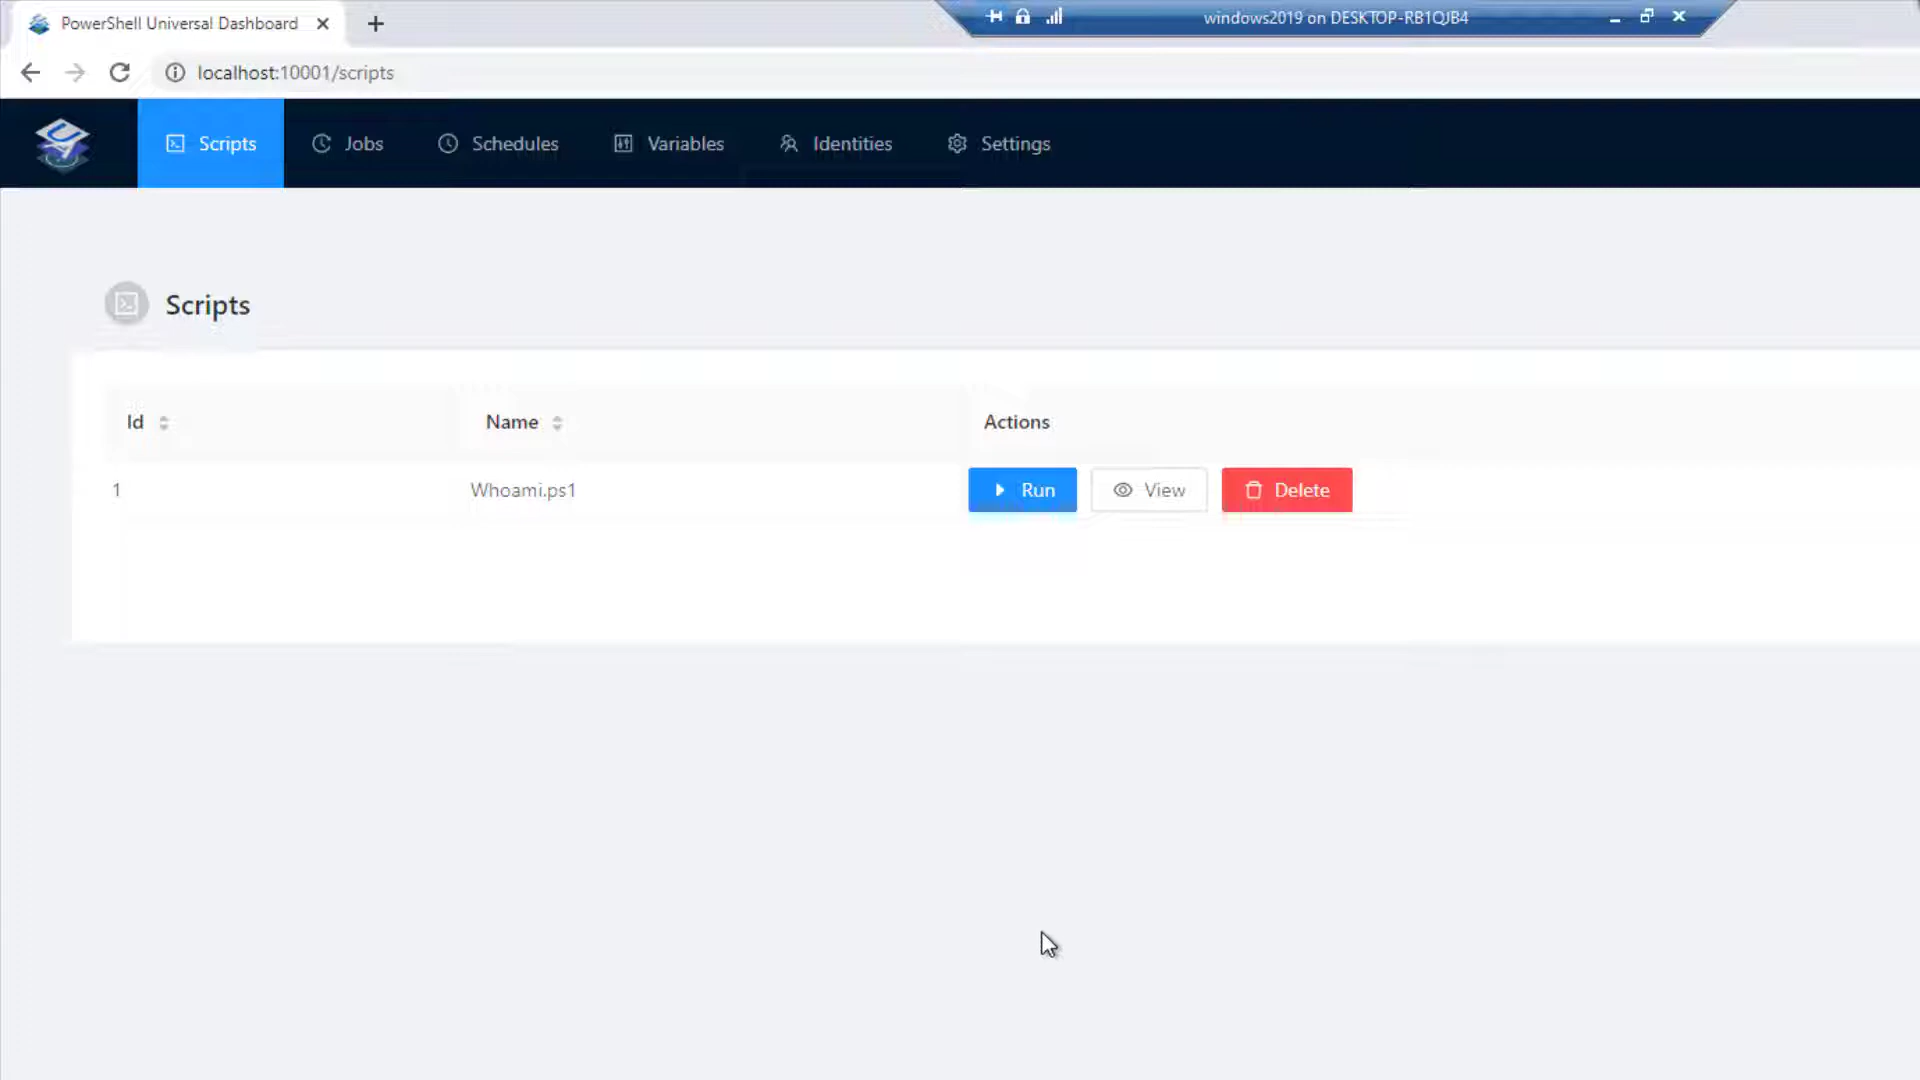 PowerShell Universal Dashboard
windows2019 on DESKTOP-RB1QJB4
localhost:10001/scripts
Scripts
Jobs
Schedules
Variables
Identities
Settings
Scripts
Id
Name
Actions
1
Whoami.ps1
Run
View
Delete